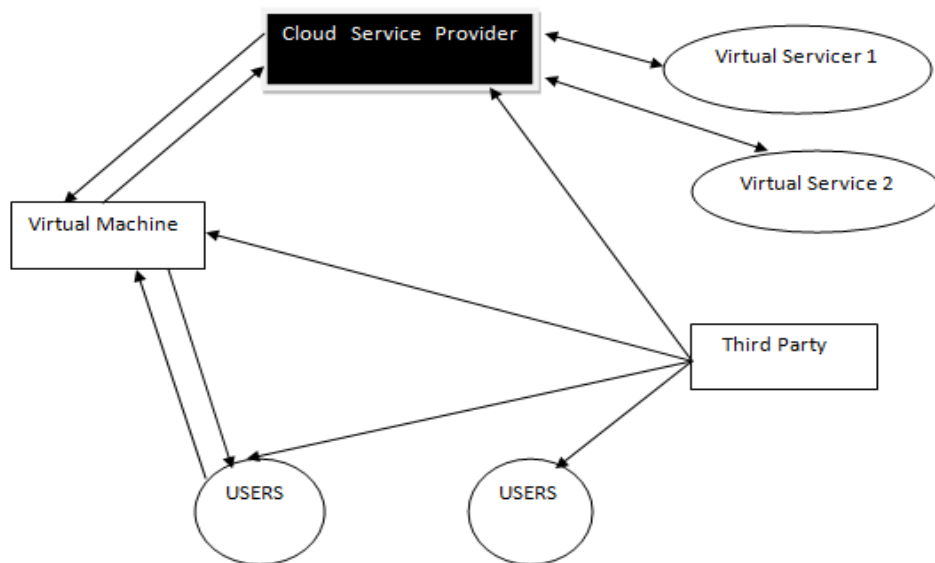 Cloud Service Provider
Virtual Servicer 1
Virtual Service 2
Virtual Machine
Third Party
USERS
USERS